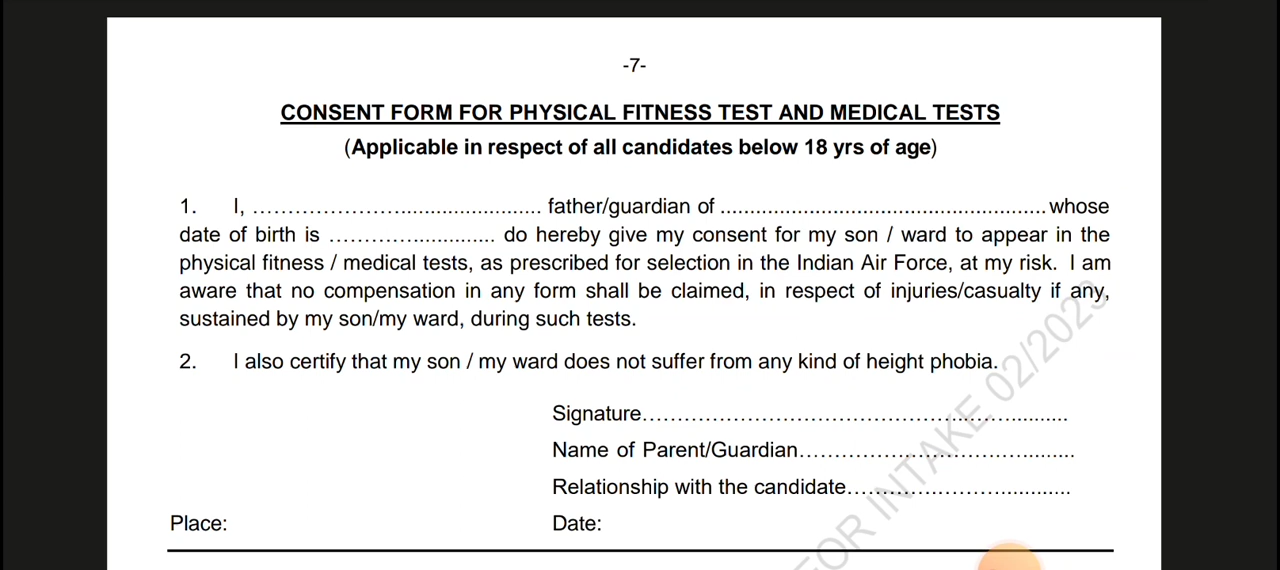 -7-
CONSENT FORM FOR PHYSICAL FITNESS TEST AND MEDICAL TESTS
(Applicable in respect of all candidates below 18 yrs of age)
1. I, ................................................ father/guardian of ....................................................... whose
date of birth is ............................ do hereby give my consent for my son / ward to appear in the
physical fitness / medical tests, as prescribed for selection in the Indian Air Force, at my risk. I am
aware that no compensation in any form shall be claimed, in respect of injuries/casualty if any,
sustained by my son/my ward, during such tests.
2. I also certify that my son / my ward does not suffer from any kind of height phobia.
Signature......................................................................
Name of Parent/Guardian..............................................
Relationship with the candidate......................................
Place: Date:
FOR INTAKE 02/2023